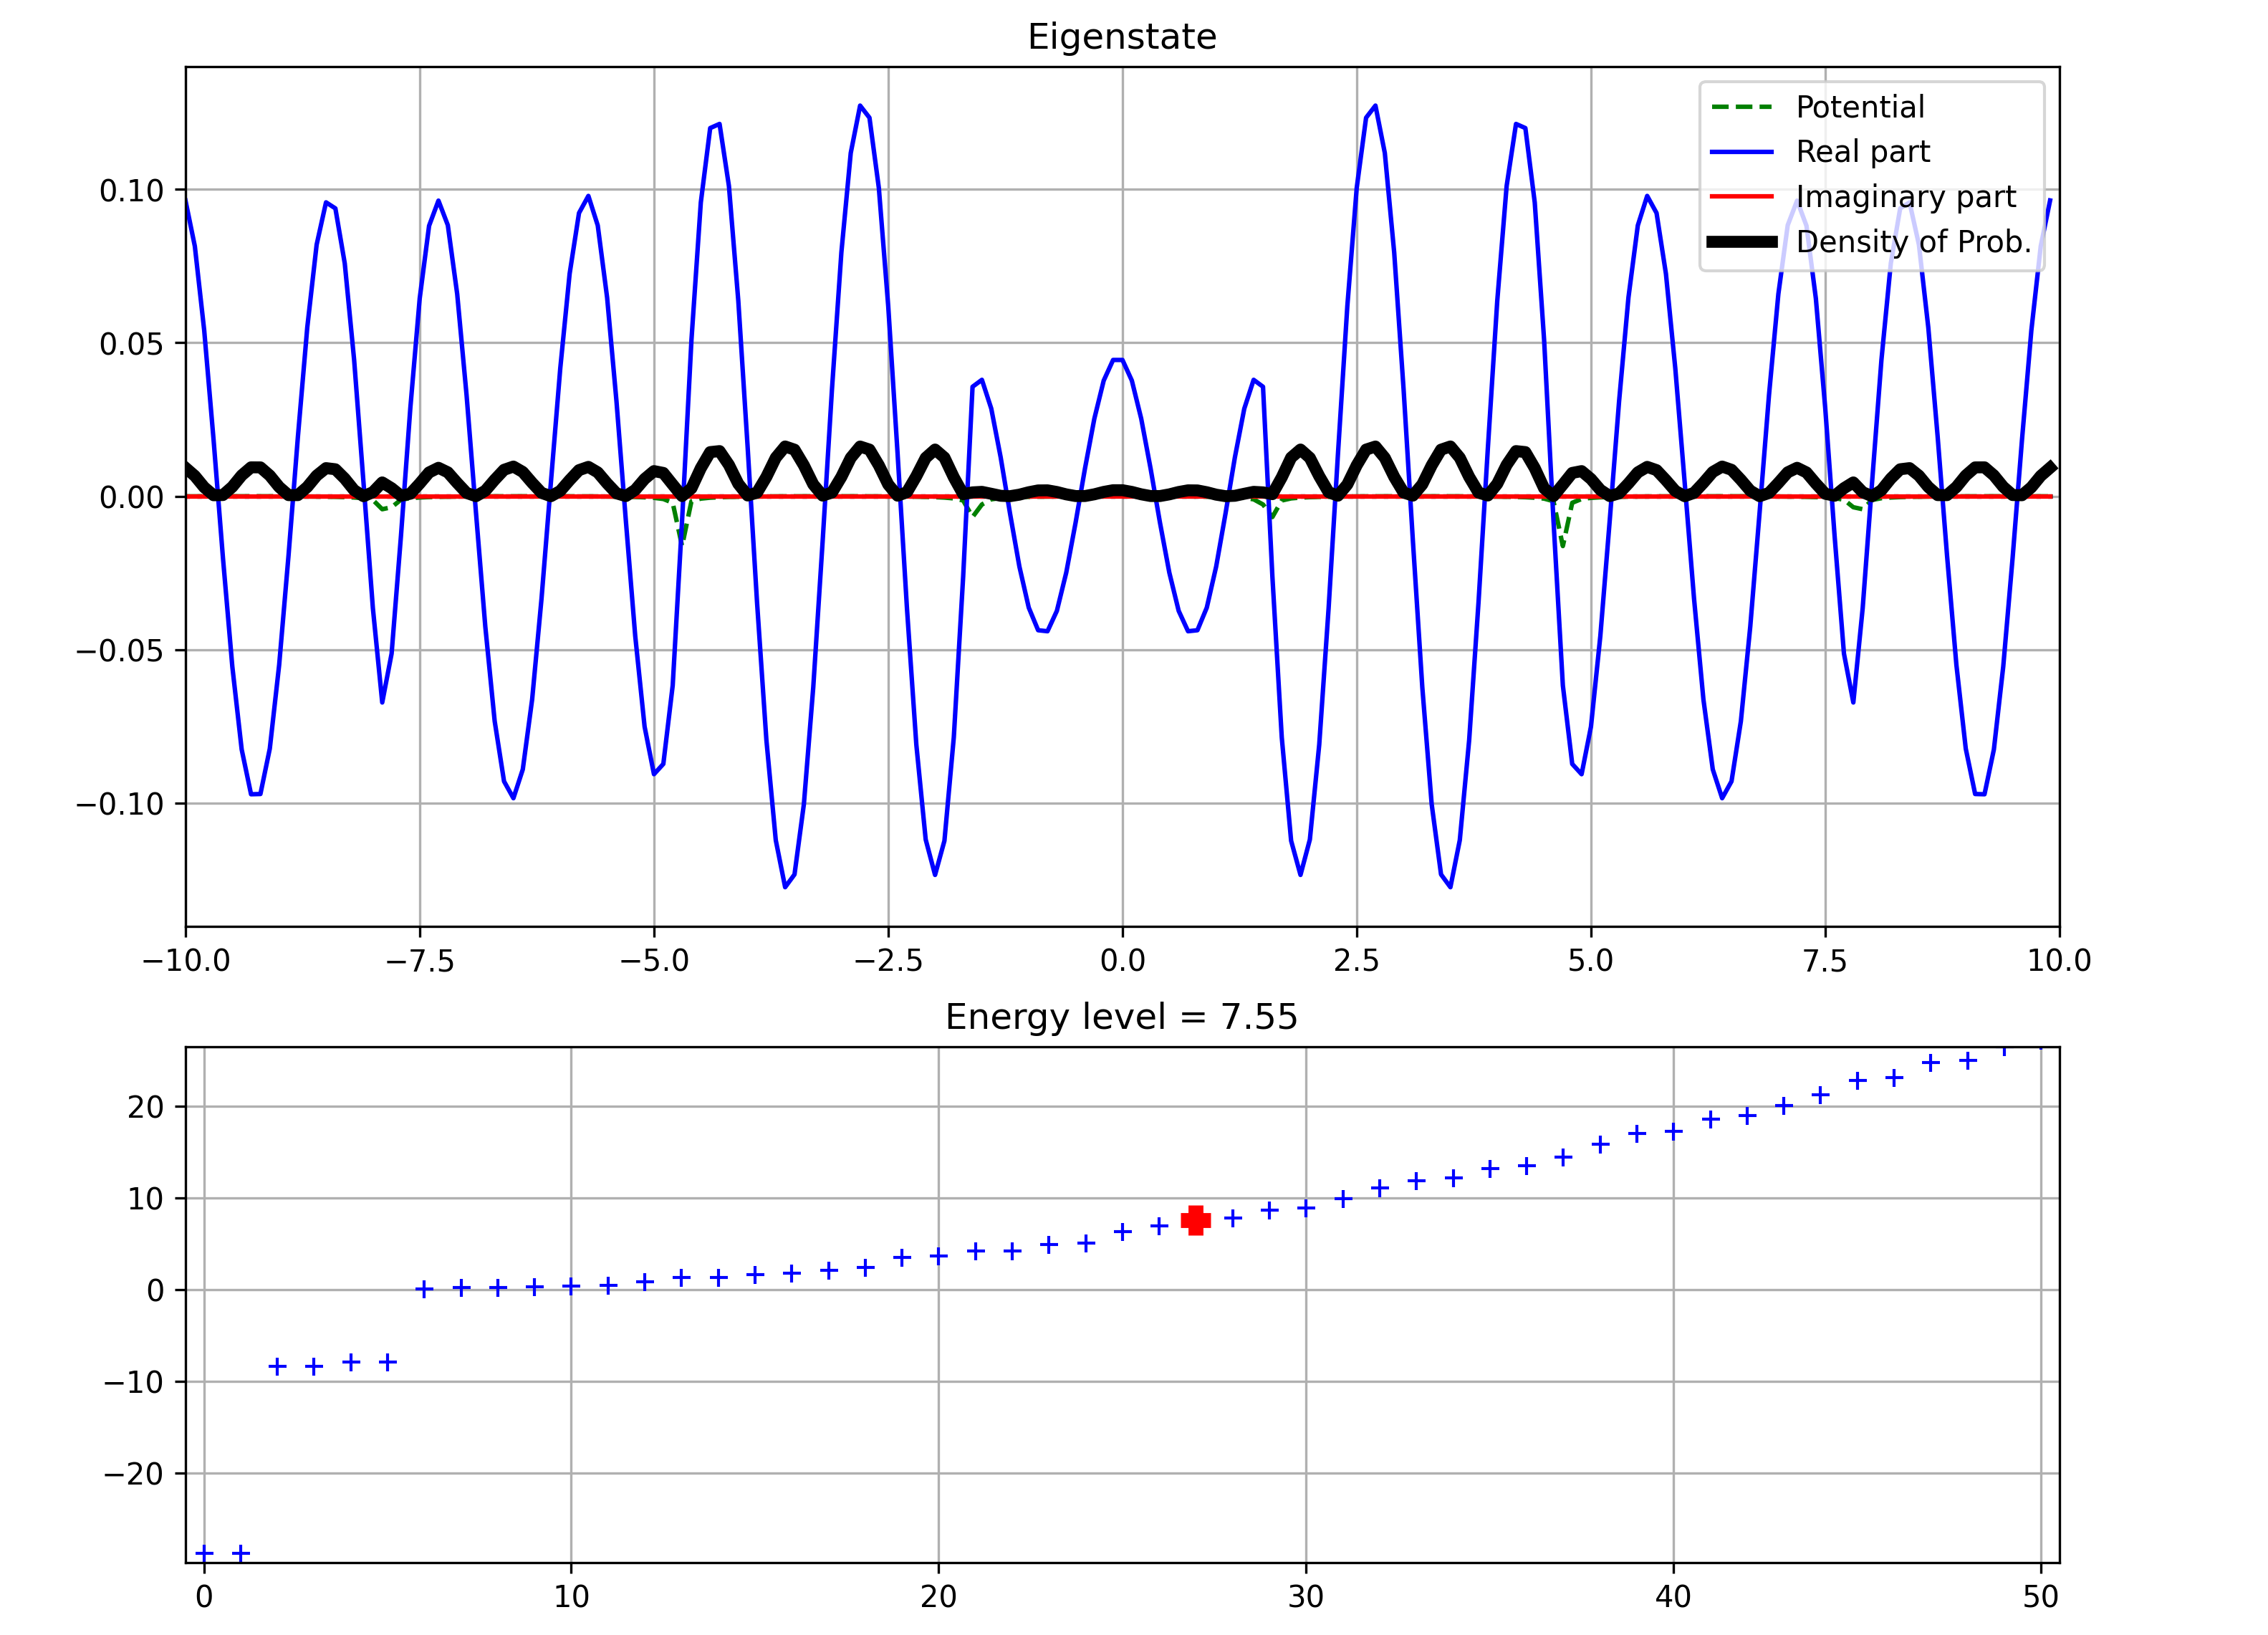 Eigenstate
Potential
Real part
Imaginary part
Density of Prob.
0.10
0.05
0.00
−0.05
−0.10
−10.0 −7.5 −5.0 −2.5 0.0 2.5 5.0 7.5 10.0
Energy level = 7.55
20
10
0
−10
−20
0 10 20 30 40 50